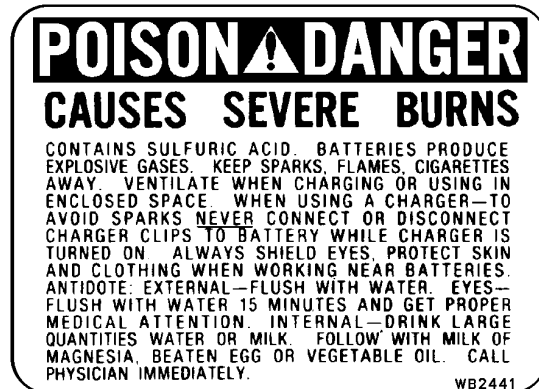 POISON DANGER
CAUSES SEVERE BURNS
CONTAINS SULFURIC ACID. BATTERIES PRODUCE
EXPLOSIVE GASES. KEEP SPARKS, FLAMES, CIGARETTES
AWAY. VENTILATE WHEN CHARGING OR USING IN
ENCLOSED SPACE. WHEN USING A CHARGER—TO
AVOID SPARKS NEVER CONNECT OR DISCONNECT
CHARGER CLIPS TO BATTERY WHILE CHARGER IS
TURNED ON. ALWAYS SHIELD EYES, PROTECT SKIN
AND CLOTHING WHEN WORKING NEAR BATTERIES.
ANTIDOTE: EXTERNAL—FLUSH WITH WATER. EYES—
FLUSH WITH WATER 15 MINUTES AND GET PROPER
MEDICAL ATTENTION. INTERNAL—DRINK LARGE
QUANTITIES WATER OR MILK. FOLLOW WITH MILK OF
MAGNESIA, BEATEN EGG OR VEGETABLE OIL. CALL
PHYSICIAN IMMEDIATELY.
WB2441